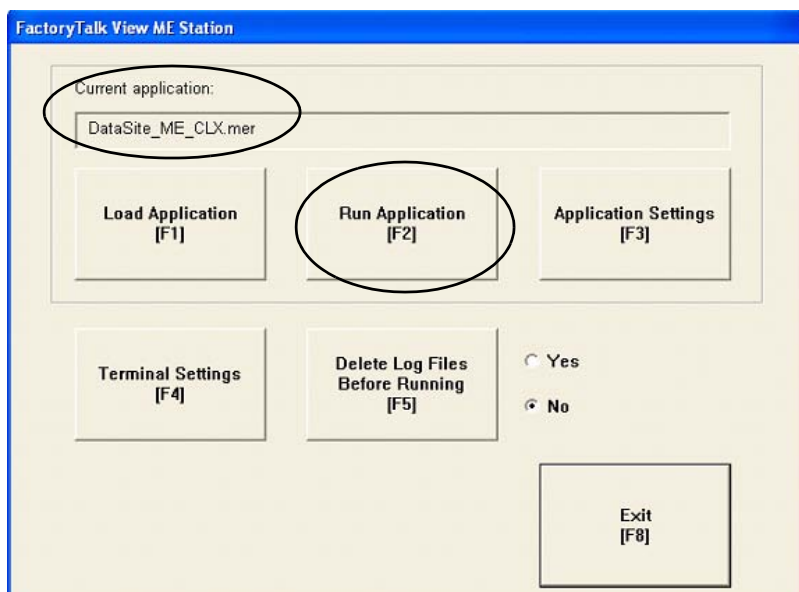 FactoryTalk View ME Station
Current application:
DataSite_ME_CLX.mer
Load Application
[F1]
Run Application
[F2]
Application Settings
[F3]
Terminal Settings
[F4]
Delete Log Files
Before Running
[F5]
Yes
No
Exit
[F8]